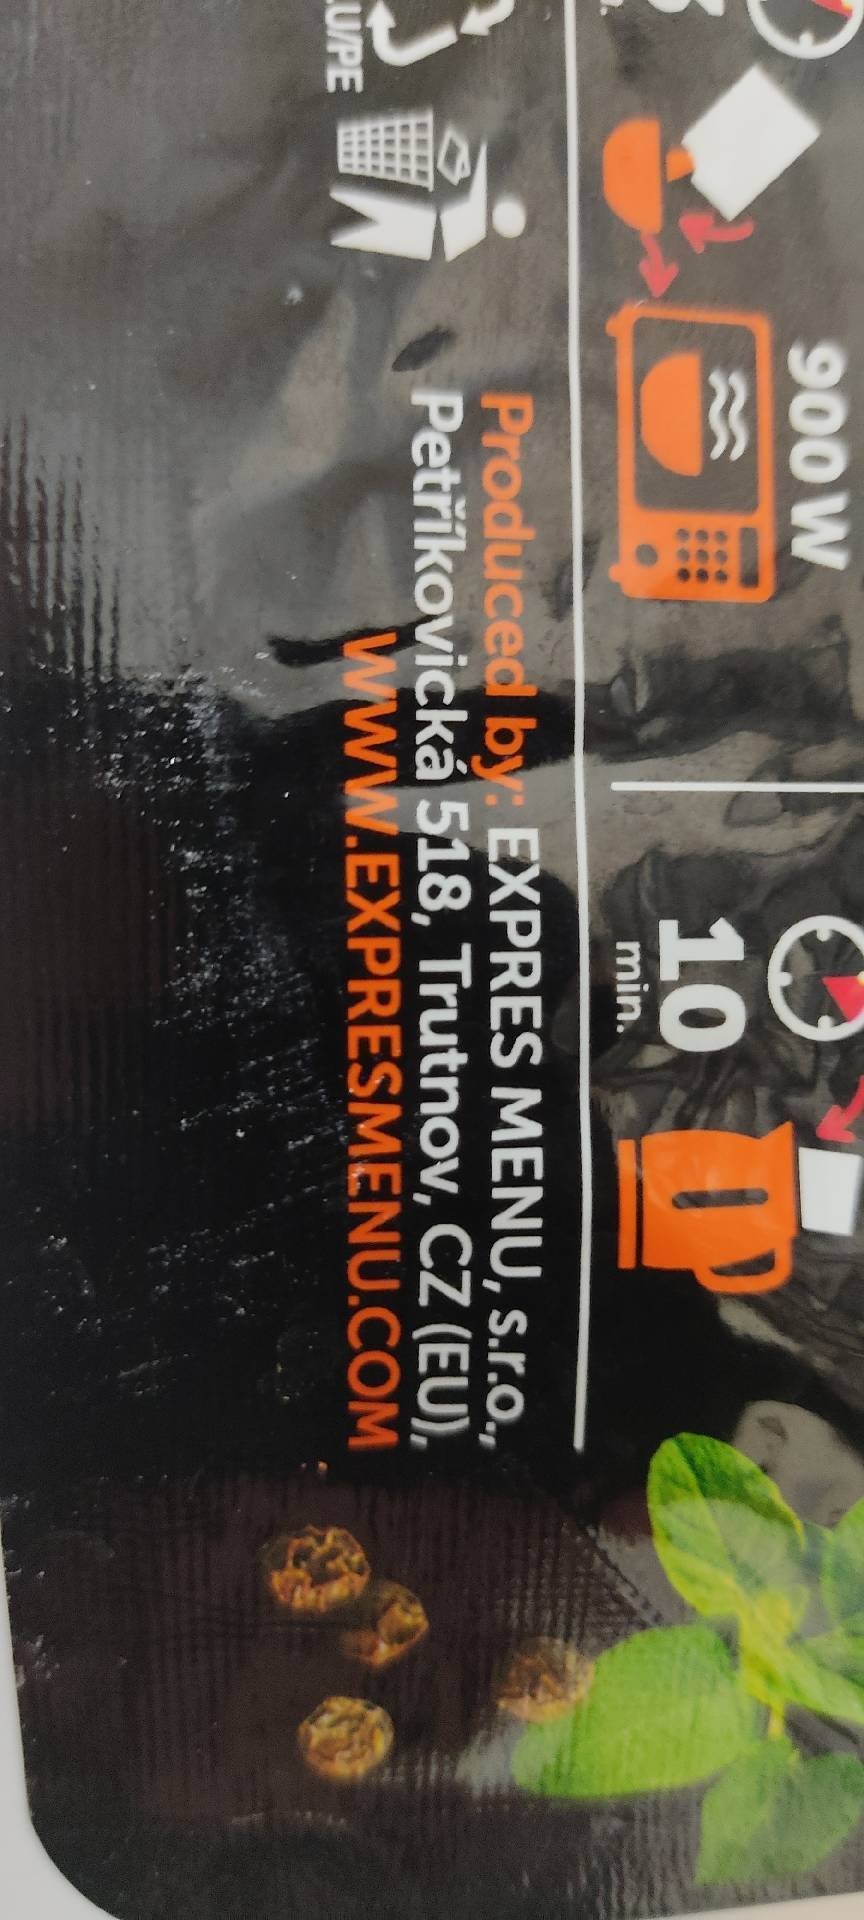 900 W
10
min.
Produced by: EXPRES MENU, s.r.o.,
Petříkovická 518, Trutnov, CZ (EU),
WWW.EXPRESMENU.COM